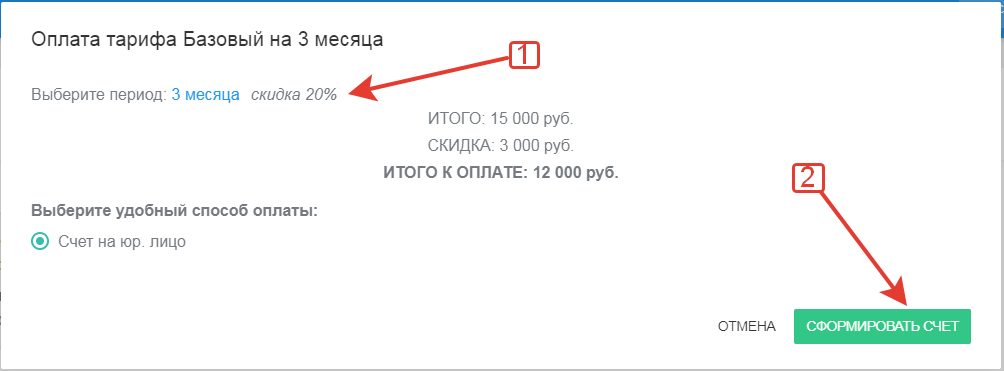 Оплата тарифа Базовый на 3 месяца
1
Выберите период: 3 месяца скидка 20%
ИТОГО: 15 000 руб.
СКИДКА: 3 000 руб.
ИТОГО К ОПЛАТЕ: 12 000 руб.
2
Выберите удобный способ оплаты:
Счет на юр. лицо
ОТМЕНА СФОРМИРОВАТЬ СЧЕТ